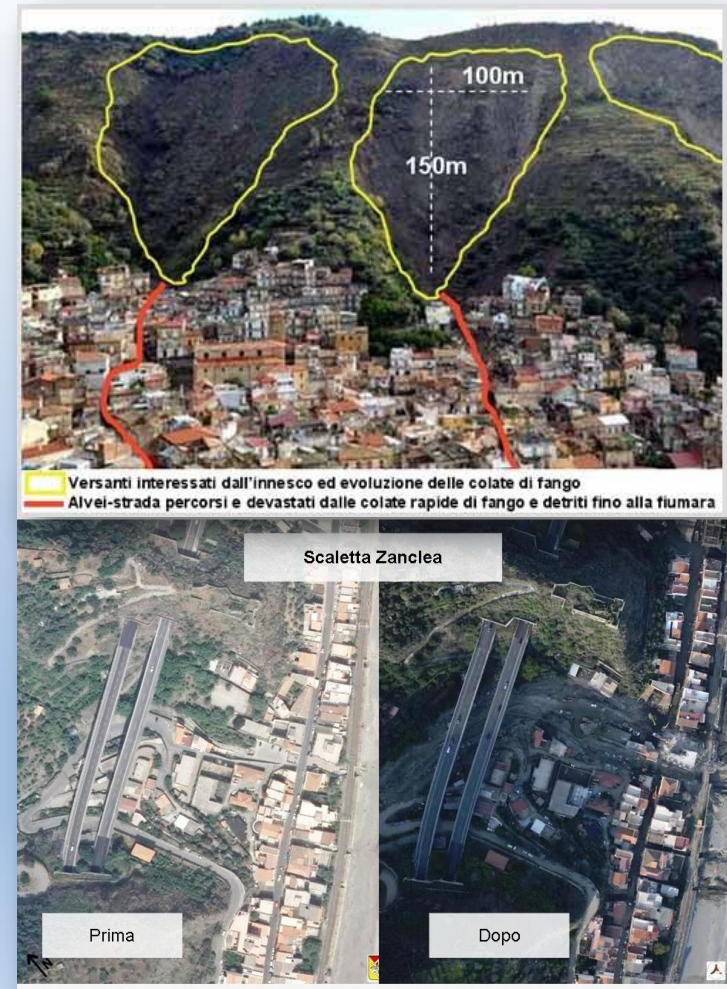 100m
150m
Versanti interessati dall'innesco ed evoluzione delle colate di fango
Alvei-strada percorsi e devastati dalle colate rapide di fango e detriti fino alla fiumara
Scaletta Zanclea
Prima
Dopo
N